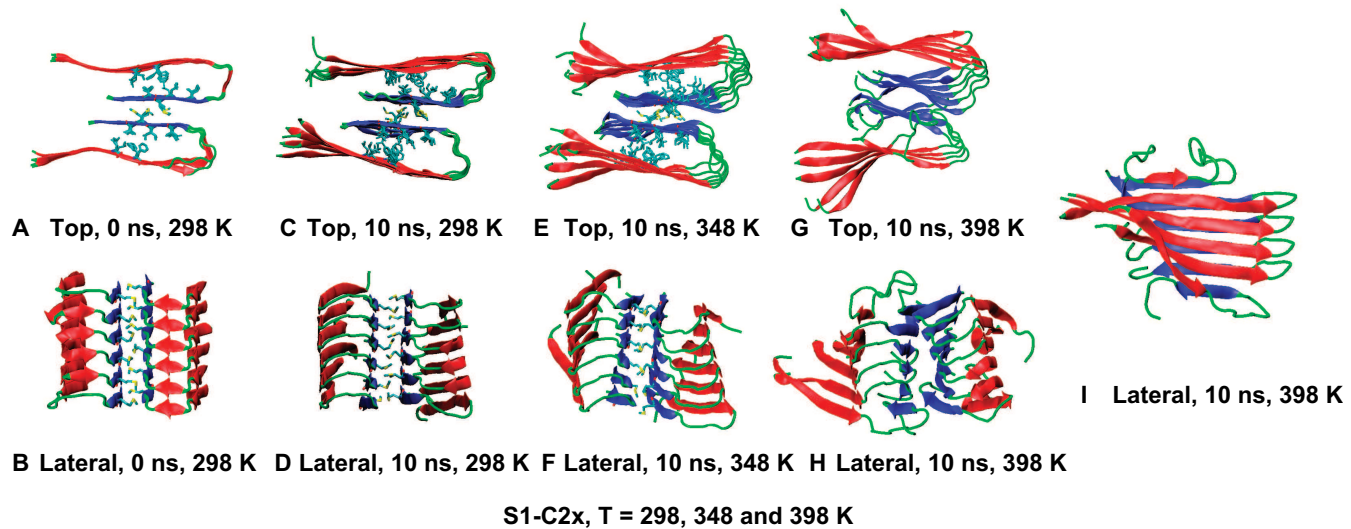 A Top, 0 ns, 298 K
C Top, 10 ns, 298 K
E Top, 10 ns, 348 K
G Top, 10 ns, 398 K
I Lateral, 10 ns, 398 K
B Lateral, 0 ns, 298 K
D Lateral, 10 ns, 298 K
F Lateral, 10 ns, 348 K
H Lateral, 10 ns, 398 K
S1-C2x, T = 298, 348 and 398 K